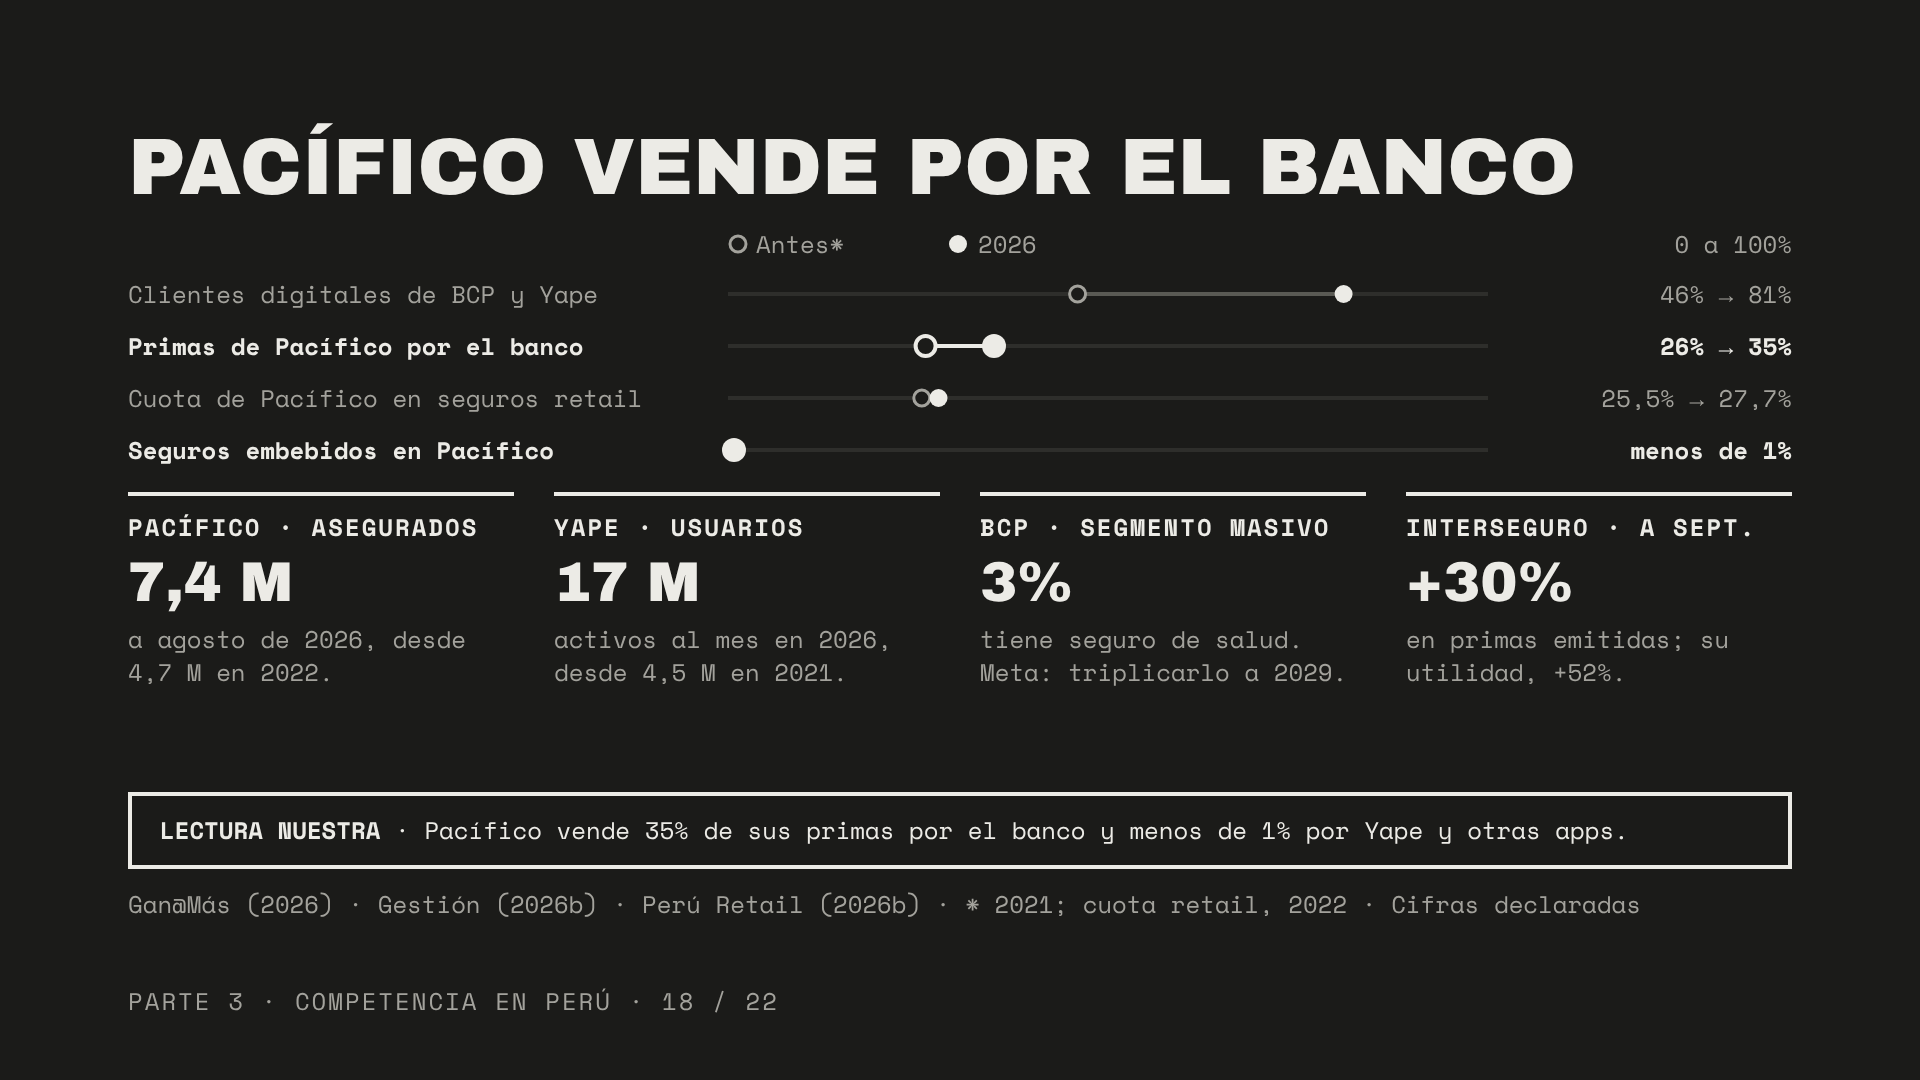 PACÍFICO VENDE POR EL BANCO
Antes* 2026 0 a 100%
Clientes digitales de BCP y Yape 46% → 81%
Primas de Pacífico por el banco 26% → 35%
Cuota de Pacífico en seguros retail 25,5% → 27,7%
Seguros embebidos en Pacífico menos de 1%
PACÍFICO · ASEGURADOS
7,4 M
a agosto de 2026, desde
4,7 M en 2022.
YAPE · USUARIOS
17 M
activos al mes en 2026,
desde 4,5 M en 2021.
BCP · SEGMENTO MASIVO
3%
tiene seguro de salud.
Meta: triplicarlo a 2029.
INTERSEGURO · A SEPT.
+30%
en primas emitidas; su
utilidad, +52%.
LECTURA NUESTRA · Pacífico vende 35% de sus primas por el banco y menos de 1% por Yape y otras apps.
Gan@Más (2026) · Gestión (2026b) · Perú Retail (2026b) · * 2021; cuota retail, 2022 · Cifras declaradas
PARTE 3 · COMPETENCIA EN PERÚ · 18 / 22